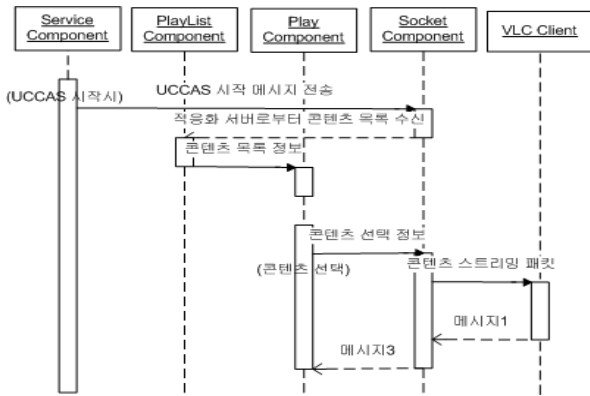 Service Component
PlayList Component
Play Component
Socket Component
VLC Client
(UCCAS 시작시)
UCCAS 시작 메시지 전송
적응화 서버로부터 콘텐츠 목록 수신
콘텐츠 목록 정보
콘텐츠 선택 정보
(콘텐츠 선택)
콘텐츠 스트리밍 패킷
메시지1
메시지3